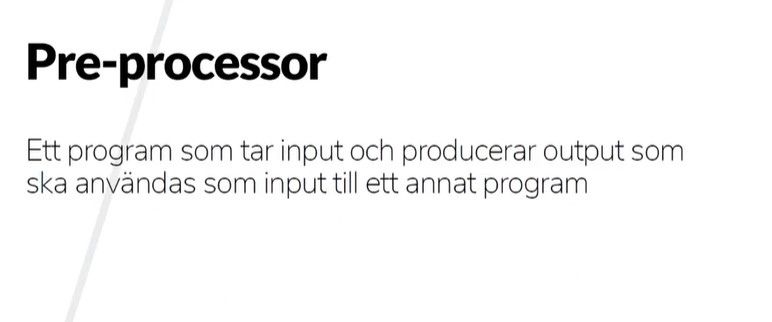 Pre-processor
Ett program som tar input och producerar output som
ska användas som input till ett annat program